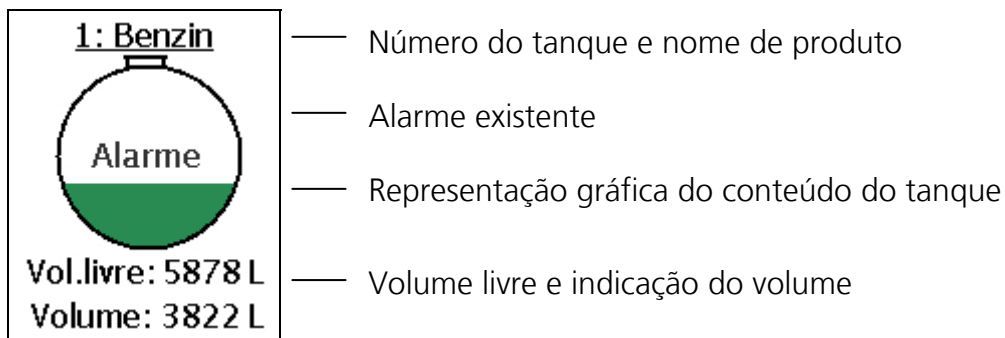 1: Benzin
Número do tanque e nome de produto
Alarme
Alarme existente
Representação gráfica do conteúdo do tanque
Vol.livre: 5878 L
Volume livre e indicação do volume
Volume: 3822 L